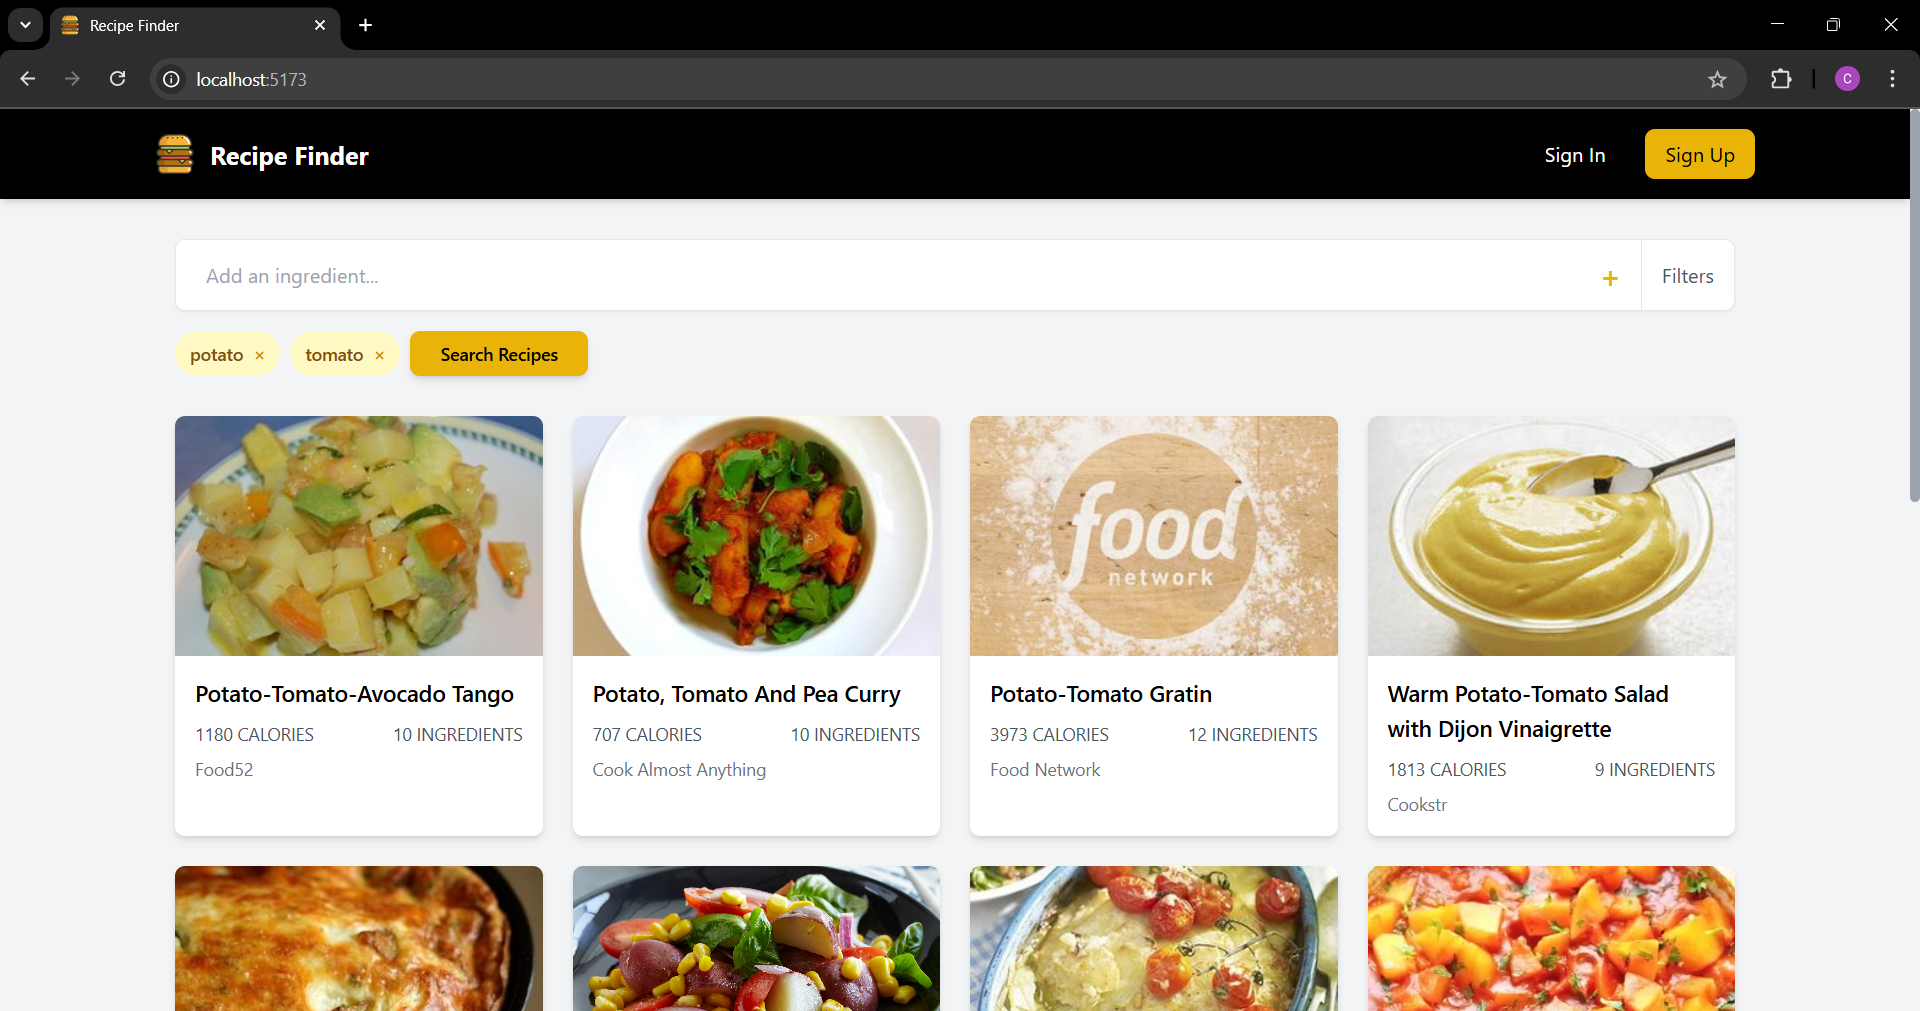 Recipe Finder
localhost:5173
C
Recipe Finder
Sign In
Sign Up
Add an ingredient...
+
Filters
potato ×
tomato ×
Search Recipes
food
network
Potato-Tomato-Avocado Tango
1180 CALORIES
10 INGREDIENTS
Food52
Potato, Tomato And Pea Curry
707 CALORIES
10 INGREDIENTS
Cook Almost Anything
Potato-Tomato Gratin
3973 CALORIES
12 INGREDIENTS
Food Network
Warm Potato-Tomato Salad
with Dijon Vinaigrette
1813 CALORIES
9 INGREDIENTS
Cookstr